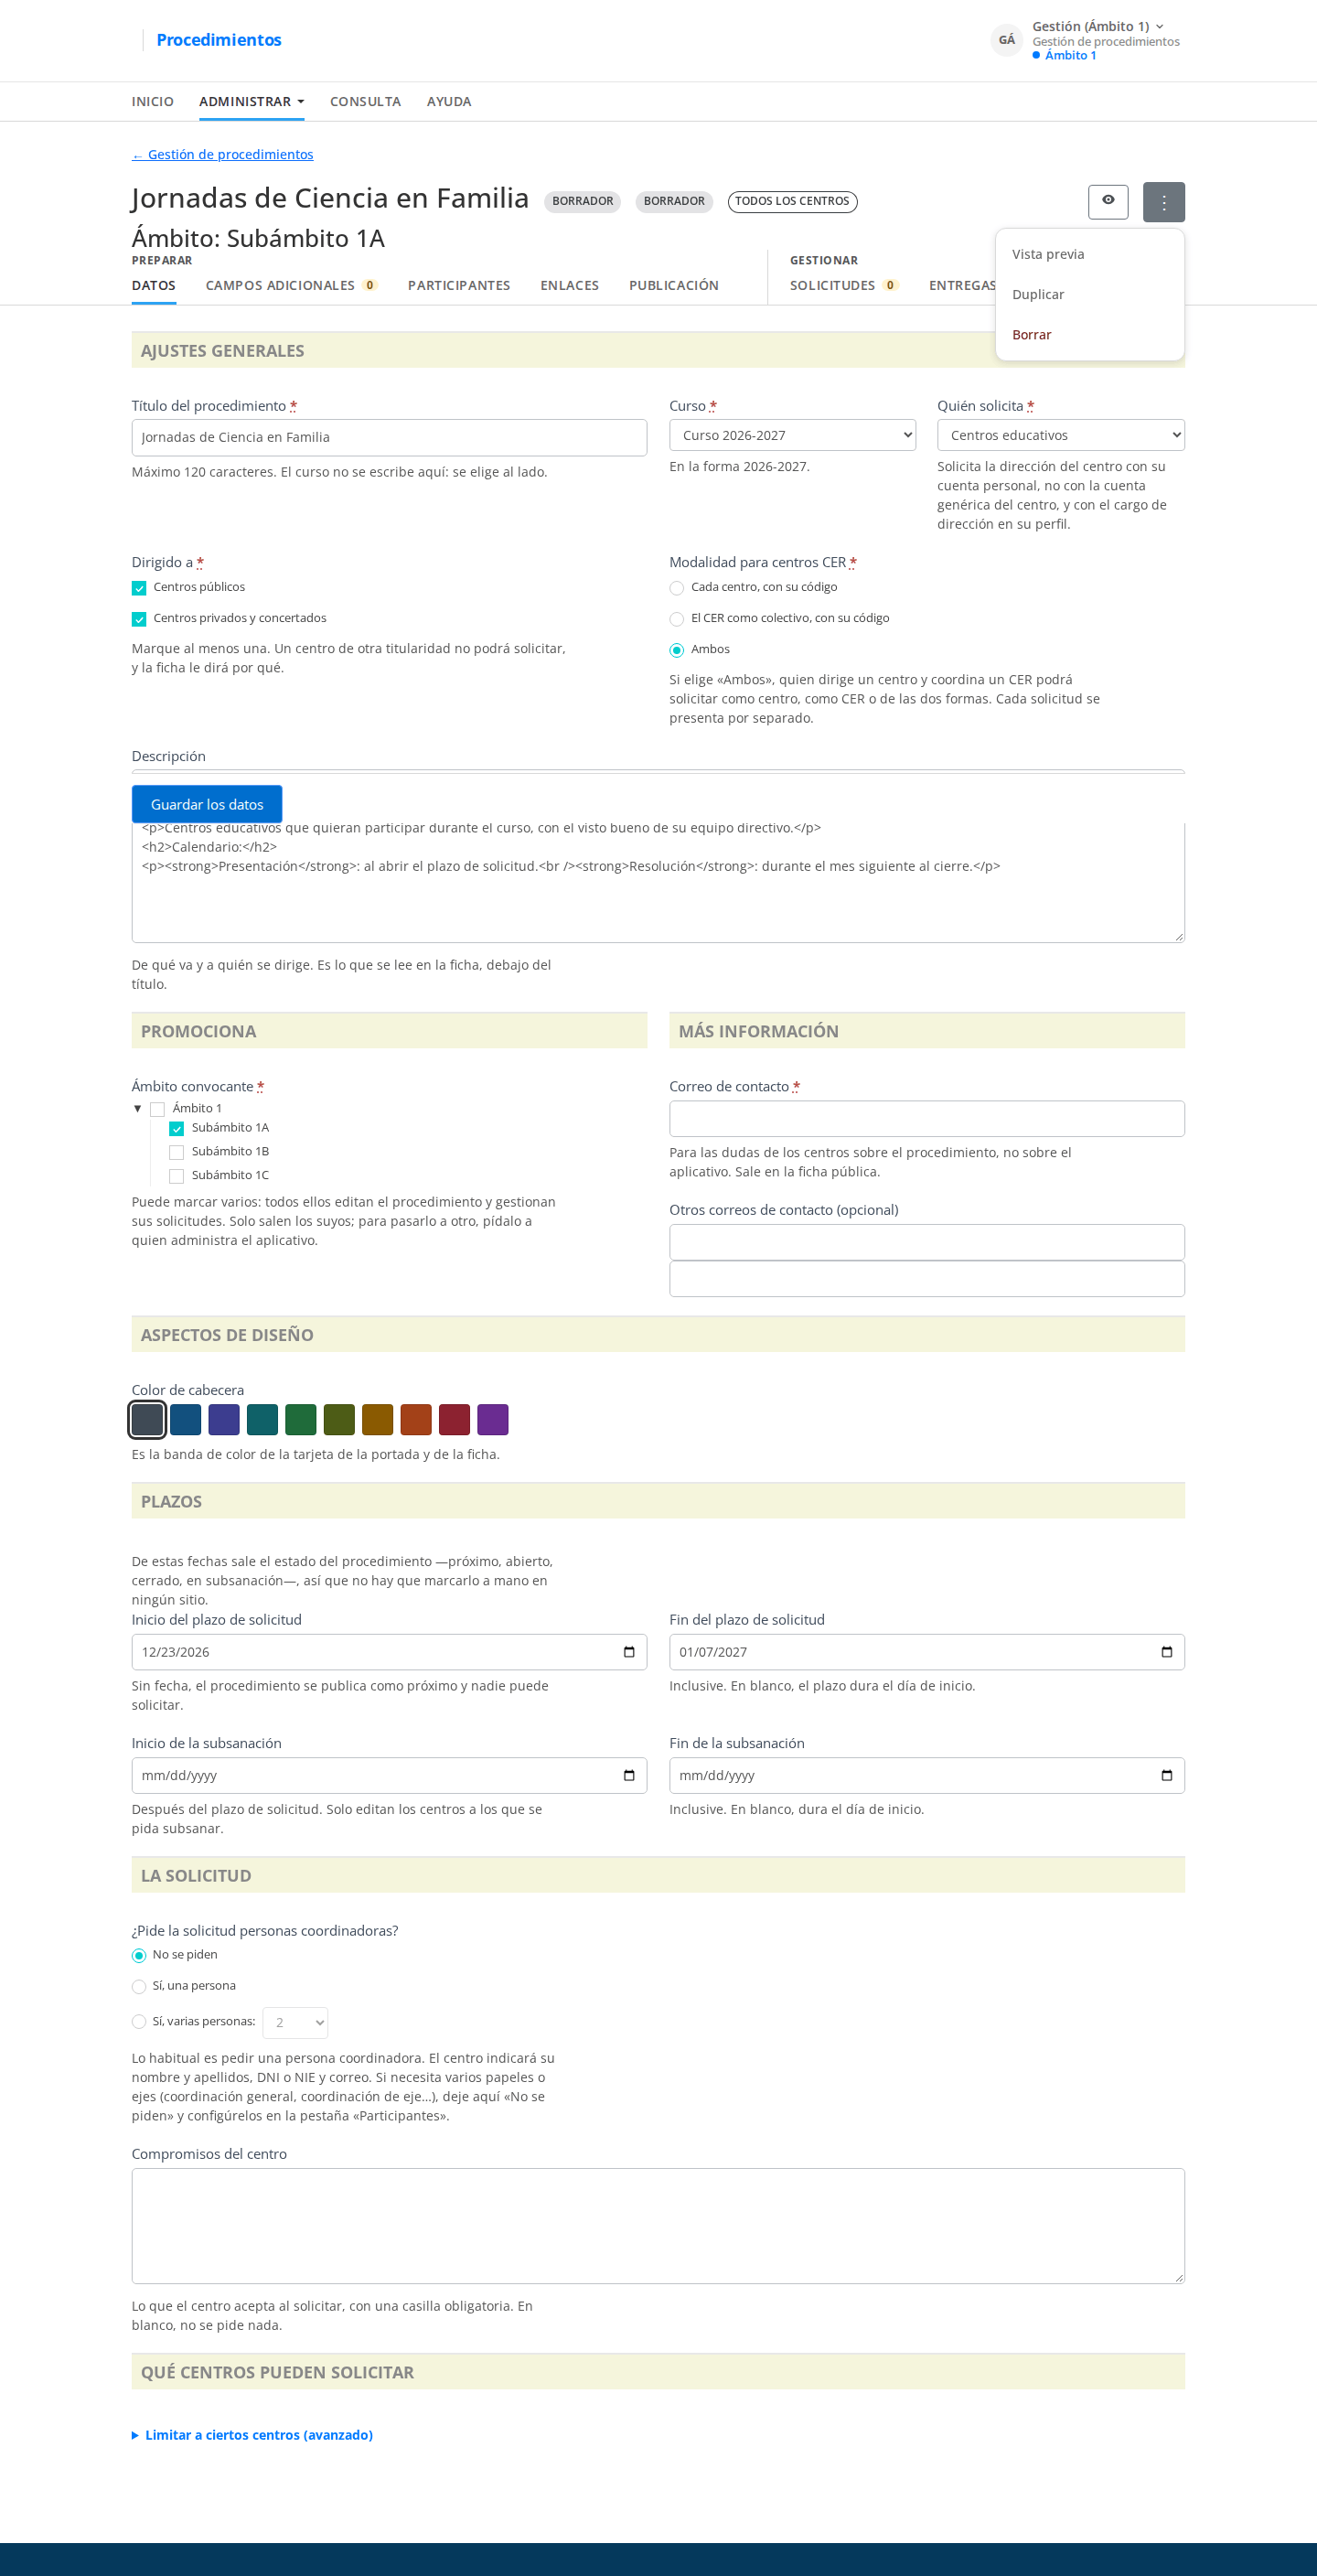 Procedimientos
GÁ
Gestión (Ámbito 1)
Gestión de procedimientos
Ámbito 1
INICIO
ADMINISTRAR
CONSULTA
AYUDA
← Gestión de procedimientos
Jornadas de Ciencia en Familia
BORRADOR
BORRADOR
TODOS LOS CENTROS
Ámbito: Subámbito 1A
Vista previa
Duplicar
Borrar
PREPARAR
DATOS
CAMPOS ADICIONALES 0
PARTICIPANTES
ENLACES
PUBLICACIÓN
GESTIONAR
SOLICITUDES 0
ENTREGAS
AJUSTES GENERALES
Título del procedimiento *
Jornadas de Ciencia en Familia
Máximo 120 caracteres. El curso no se escribe aquí: se elige al lado.
Curso *
Curso 2026-2027
En la forma 2026-2027.
Quién solicita *
Centros educativos
Solicita la dirección del centro con su
cuenta personal, no con la cuenta
genérica del centro, y con el cargo de
dirección en su perfil.
Dirigido a *
Centros públicos
Centros privados y concertados
Marque al menos una. Un centro de otra titularidad no podrá solicitar,
y la ficha le dirá por qué.
Modalidad para centros CER *
Cada centro, con su código
El CER como colectivo, con su código
Ambos
Si elige «Ambos», quien dirige un centro y coordina un CER podrá
solicitar como centro, como CER o de las dos formas. Cada solicitud se
presenta por separado.
Descripción
Guardar los datos
<p>Centros educativos que quieran participar durante el curso, con el visto bueno de su equipo directivo.</p>
<h2>Calendario:</h2>
<p><strong>Presentación</strong>: al abrir el plazo de solicitud.<br /><strong>Resolución</strong>: durante el mes siguiente al cierre.</p>
De qué va y a quién se dirige. Es lo que se lee en la ficha, debajo del
título.
PROMOCIONA
Ámbito convocante *
▼ Ámbito 1
Subámbito 1A
Subámbito 1B
Subámbito 1C
Puede marcar varios: todos ellos editan el procedimiento y gestionan
sus solicitudes. Solo salen los suyos; para pasarlo a otro, pídalo a
quien administra el aplicativo.
MÁS INFORMACIÓN
Correo de contacto *
Para las dudas de los centros sobre el procedimiento, no sobre el
aplicativo. Sale en la ficha pública.
Otros correos de contacto (opcional)
ASPECTOS DE DISEÑO
Color de cabecera
Es la banda de color de la tarjeta de la portada y de la ficha.
PLAZOS
De estas fechas sale el estado del procedimiento —próximo, abierto,
cerrado, en subsanación—, así que no hay que marcarlo a mano en
ningún sitio.
Inicio del plazo de solicitud
12/23/2026
Sin fecha, el procedimiento se publica como próximo y nadie puede
solicitar.
Fin del plazo de solicitud
01/07/2027
Inclusive. En blanco, el plazo dura el día de inicio.
Inicio de la subsanación
mm/dd/yyyy
Después del plazo de solicitud. Solo editan los centros a los que se
pida subsanar.
Fin de la subsanación
mm/dd/yyyy
Inclusive. En blanco, dura el día de inicio.
LA SOLICITUD
¿Pide la solicitud personas coordinadoras?
No se piden
Sí, una persona
Sí, varias personas: 2
Lo habitual es pedir una persona coordinadora. El centro indicará su
nombre y apellidos, DNI o NIE y correo. Si necesita varios papeles o
ejes (coordinación general, coordinación de eje…), deje aquí «No se
piden» y configúrelos en la pestaña «Participantes».
Compromisos del centro
Lo que el centro acepta al solicitar, con una casilla obligatoria. En
blanco, no se pide nada.
QUÉ CENTROS PUEDEN SOLICITAR
▶ Limitar a ciertos centros (avanzado)